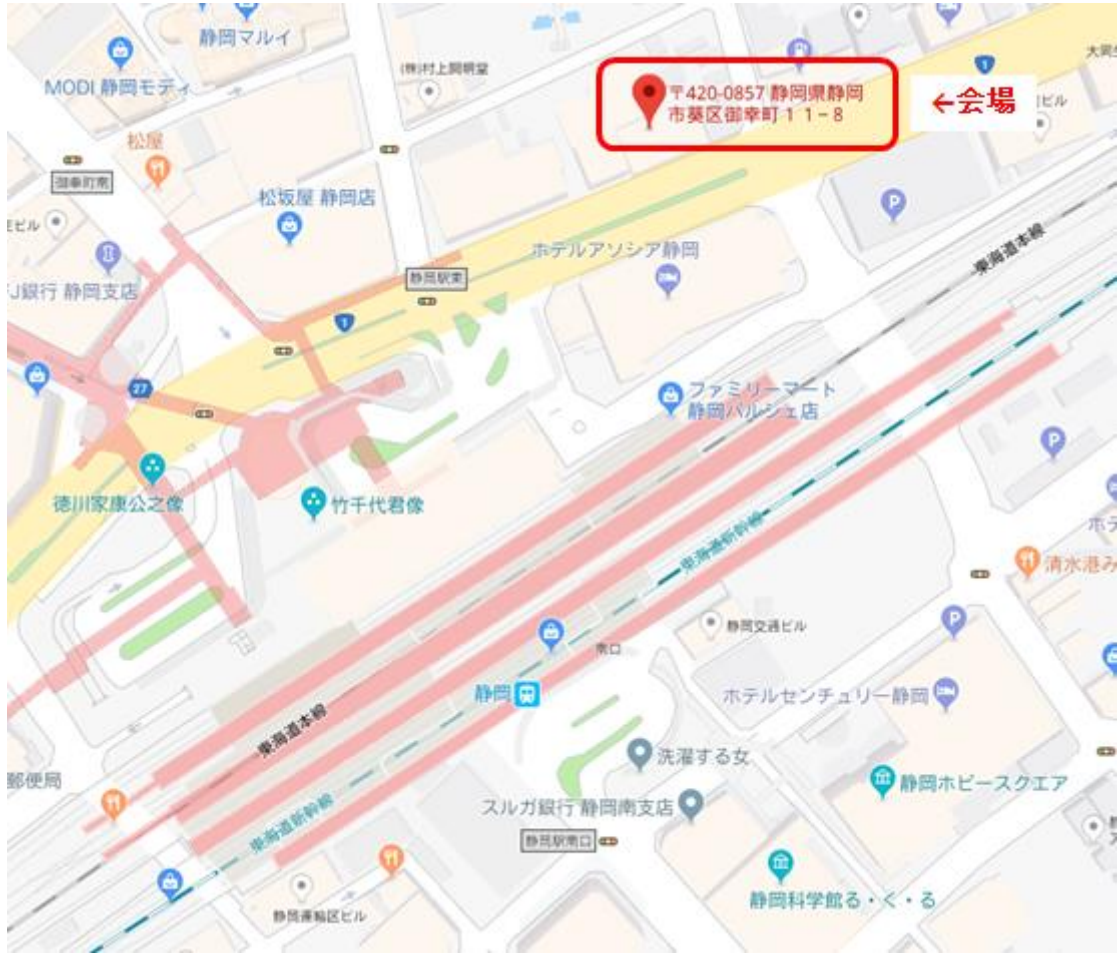 静岡マルイ
MODI 静岡モディ
(株)村上開明堂
〒420-0857 静岡県静岡
市葵区御幸町１１−８
←会場
1
大岡
ビル
松屋
御幸町南
松坂屋 静岡店
ビル
P
J銀行 静岡支店
ホテルアソシア静岡
東海道本線
静岡駅東
1
27
ファミリーマート
静岡パルシェ店
P
徳川家康公之像
竹千代君像
ホテ
東海道新幹線
清水港み
静岡交通ビル
P
南口
静岡
ホテルセンチュリー静岡
東海道本線
洗濯する女
郵便局
静岡ホビースクエア
スルガ銀行 静岡南支店
東海道新幹線
静岡駅南口
静岡科学館る・く・る
静岡運輸区ビル